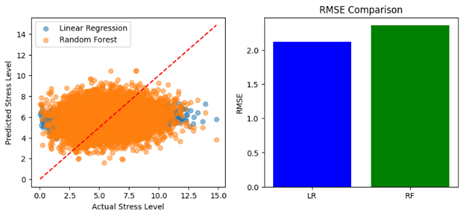 RMSE Comparison
Linear Regression
Random Forest
Predicted Stress Level
14
12
10
8
6
4
2
0
0.0 2.5 5.0 7.5 10.0 12.5 15.0
Actual Stress Level
RMSE
2.0
1.5
1.0
0.5
0.0
LR RF